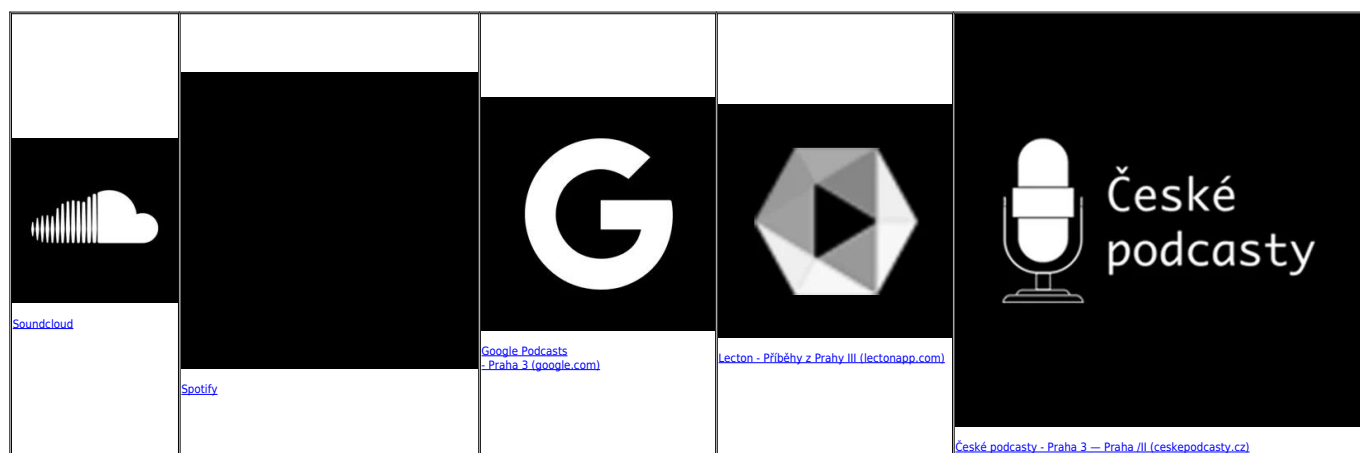 České
podcasty
Soundcloud
Spotify
Google Podcasts
- Praha 3 (google.com)
Lecton - Příběhy z Prahy III (lectonapp.com)
České podcasty - Praha 3 — Praha /II (ceskepodcasty.cz)